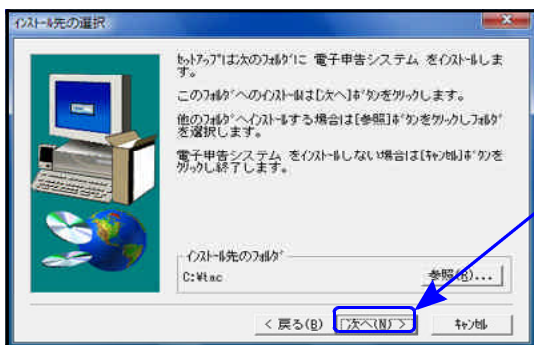 インストール先の選択
セットアップは次のフォルダに 電子申告システム をインストールしま
す。
このフォルダへのインストールは[次へ]ボタンをクリックします。
他のフォルダへインストールする場合は[参照]ボタンをクリックしフォルダ
を選択します。
電子申告システム をインストールしない場合は[キャンセル]ボタンを
クリックし終了します。
インストール先のフォルダ
C:¥tac
参照(R)...
< 戻る(B)
次へ(N) >
キャンセル